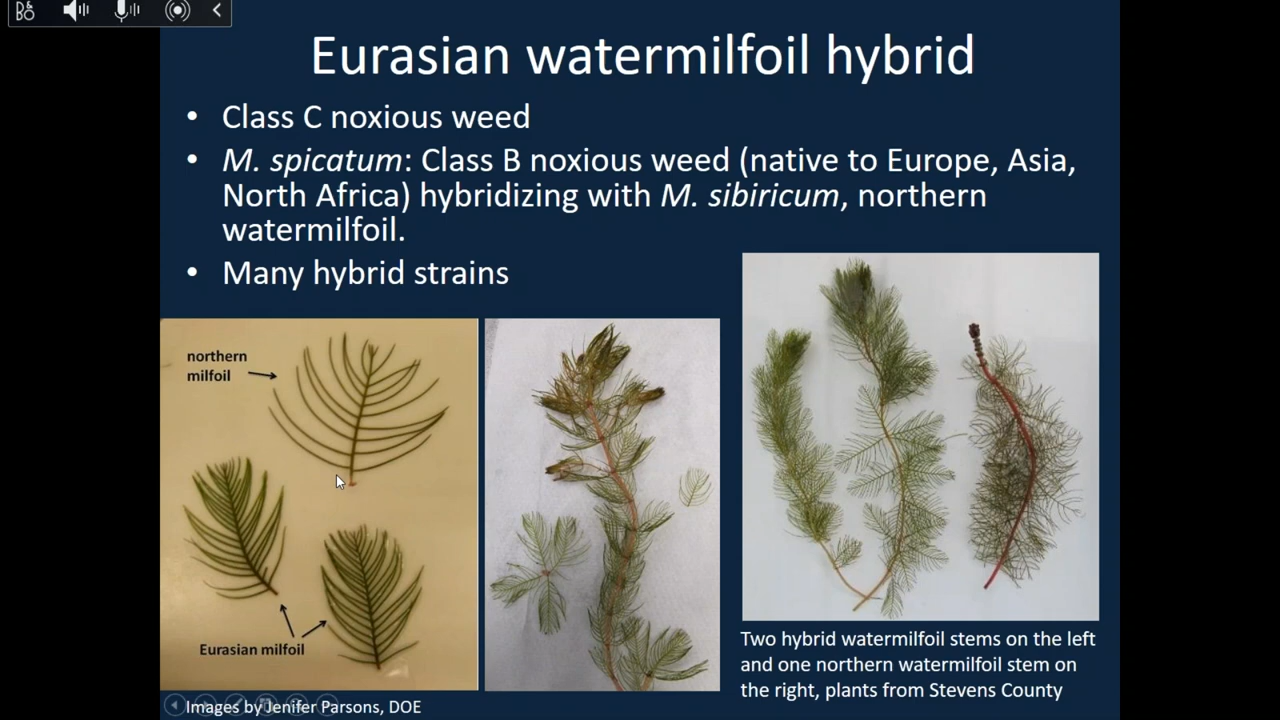 B&
BO
Eurasian watermilfoil hybrid
• Class C noxious weed
• M. spicatum: Class B noxious weed (native to Europe, Asia,
North Africa) hybridizing with M. sibiricum, northern
watermilfoil.
• Many hybrid strains
northern
milfoil
Eurasian milfoil
Two hybrid watermilfoil stems on the left
and one northern watermilfoil stem on
the right, plants from Stevens County
Images by Jenifer Parsons, DOE